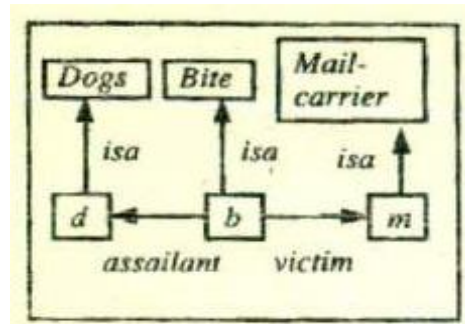 Dogs
Bite
Mail-
carrier
isa
isa
isa
d
b
m
assailant
victim